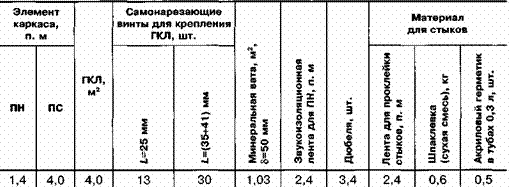 Элемент
каркаса,
п. м
Самонарезающие
винты для крепления
ГКЛ, шт.
Материал
для стыков
ПН
ПС
ГКЛ,
м²
L=25 мм
L=(35÷41) мм
Минеральная вата, м²,
δ=50 мм
Звукоизоляционная
лента для ПН, п. м
Дюбеля, шт.
Лента для проклейки
стыков, п. м
Шпаклевка
(сухая смесь), кг
Акриловый герметик
в тубах 0,3 л, шт.
1,4 4,0 4,0 13 30 1,03 2,4 3,4 2,4 0,6 0,5